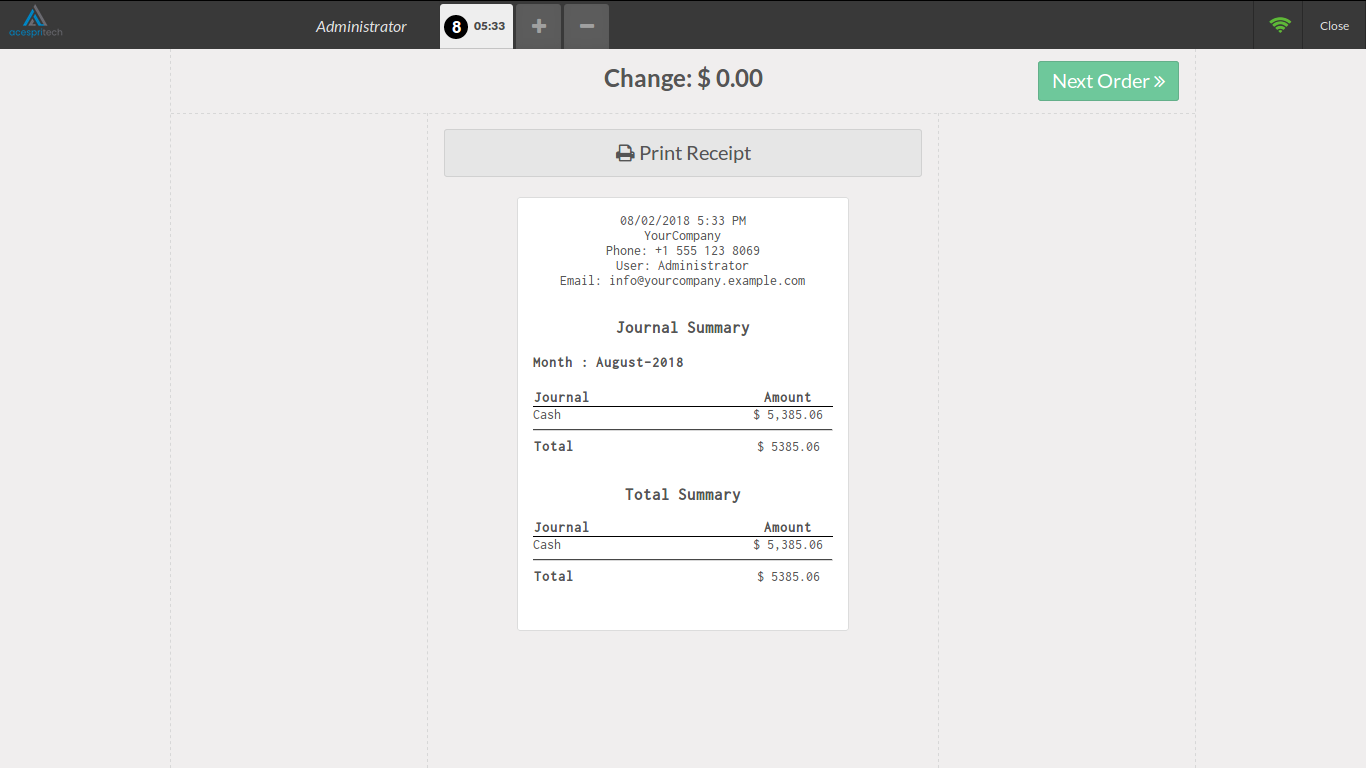 acespritech
Administrator
8 05:33
Close
Change: $ 0.00
Next Order »
Print Receipt
08/02/2018 5:33 PM
YourCompany
Phone: +1 555 123 8069
User: Administrator
Email: info@yourcompany.example.com
Journal Summary
Month : August-2018
Journal Amount
Cash $ 5,385.06
Total $ 5385.06
Total Summary
Journal Amount
Cash $ 5,385.06
Total $ 5385.06